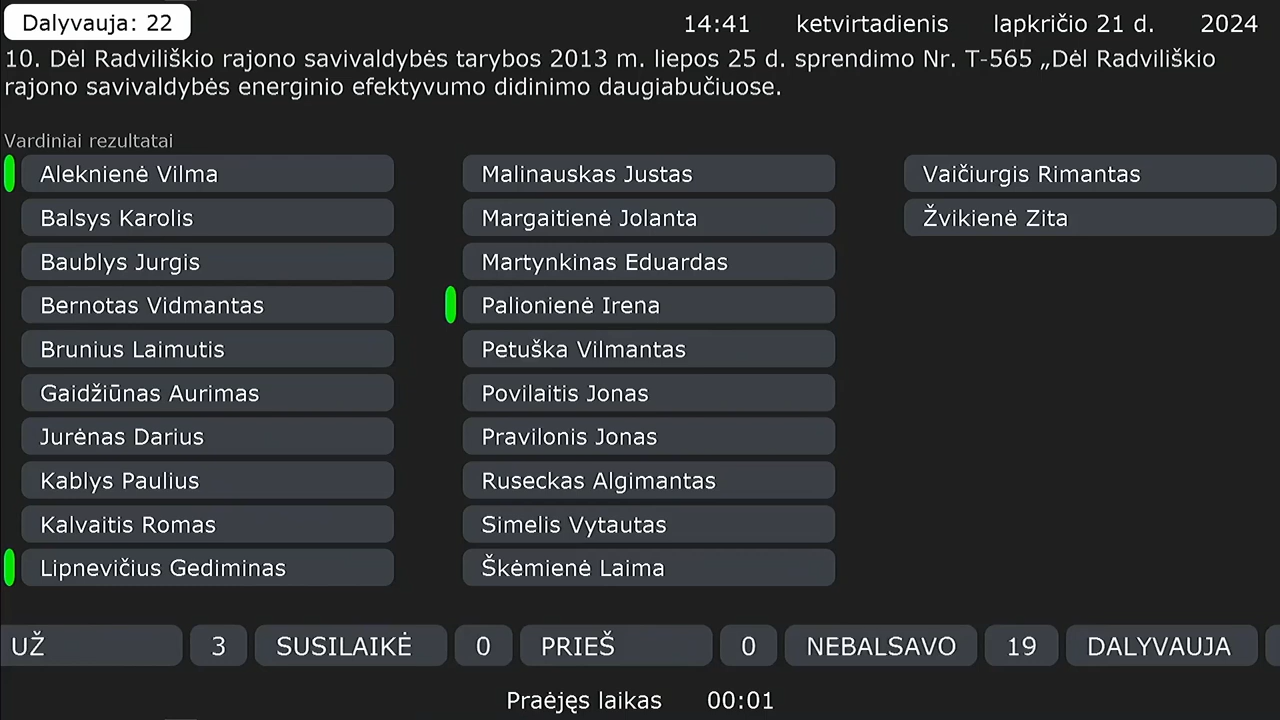 Dalyvauja: 22
14:41 ketvirtadienis lapkričio 21 d. 2024
10. Dėl Radviliškio rajono savivaldybės tarybos 2013 m. liepos 25 d. sprendimo Nr. T-565 „Dėl Radviliškio
rajono savivaldybės energinio efektyvumo didinimo daugiabučiuose.
Vardiniai rezultatai
Aleknienė Vilma
Balsys Karolis
Baublys Jurgis
Bernotas Vidmantas
Brunius Laimutis
Gaidžiūnas Aurimas
Jurėnas Darius
Kablys Paulius
Kalvaitis Romas
Lipnevičius Gediminas
Malinauskas Justas
Margaitienė Jolanta
Martynkinas Eduardas
Palionienė Irena
Petuška Vilmantas
Povilaitis Jonas
Pravilonis Jonas
Ruseckas Algimantas
Simelis Vytautas
Škėmienė Laima
Vaičiurgis Rimantas
Žvikienė Zita
UŽ 3 SUSILAIKĖ 0 PRIEŠ 0 NEBALSAVO 19 DALYVAUJA
Praėjęs laikas 00:01